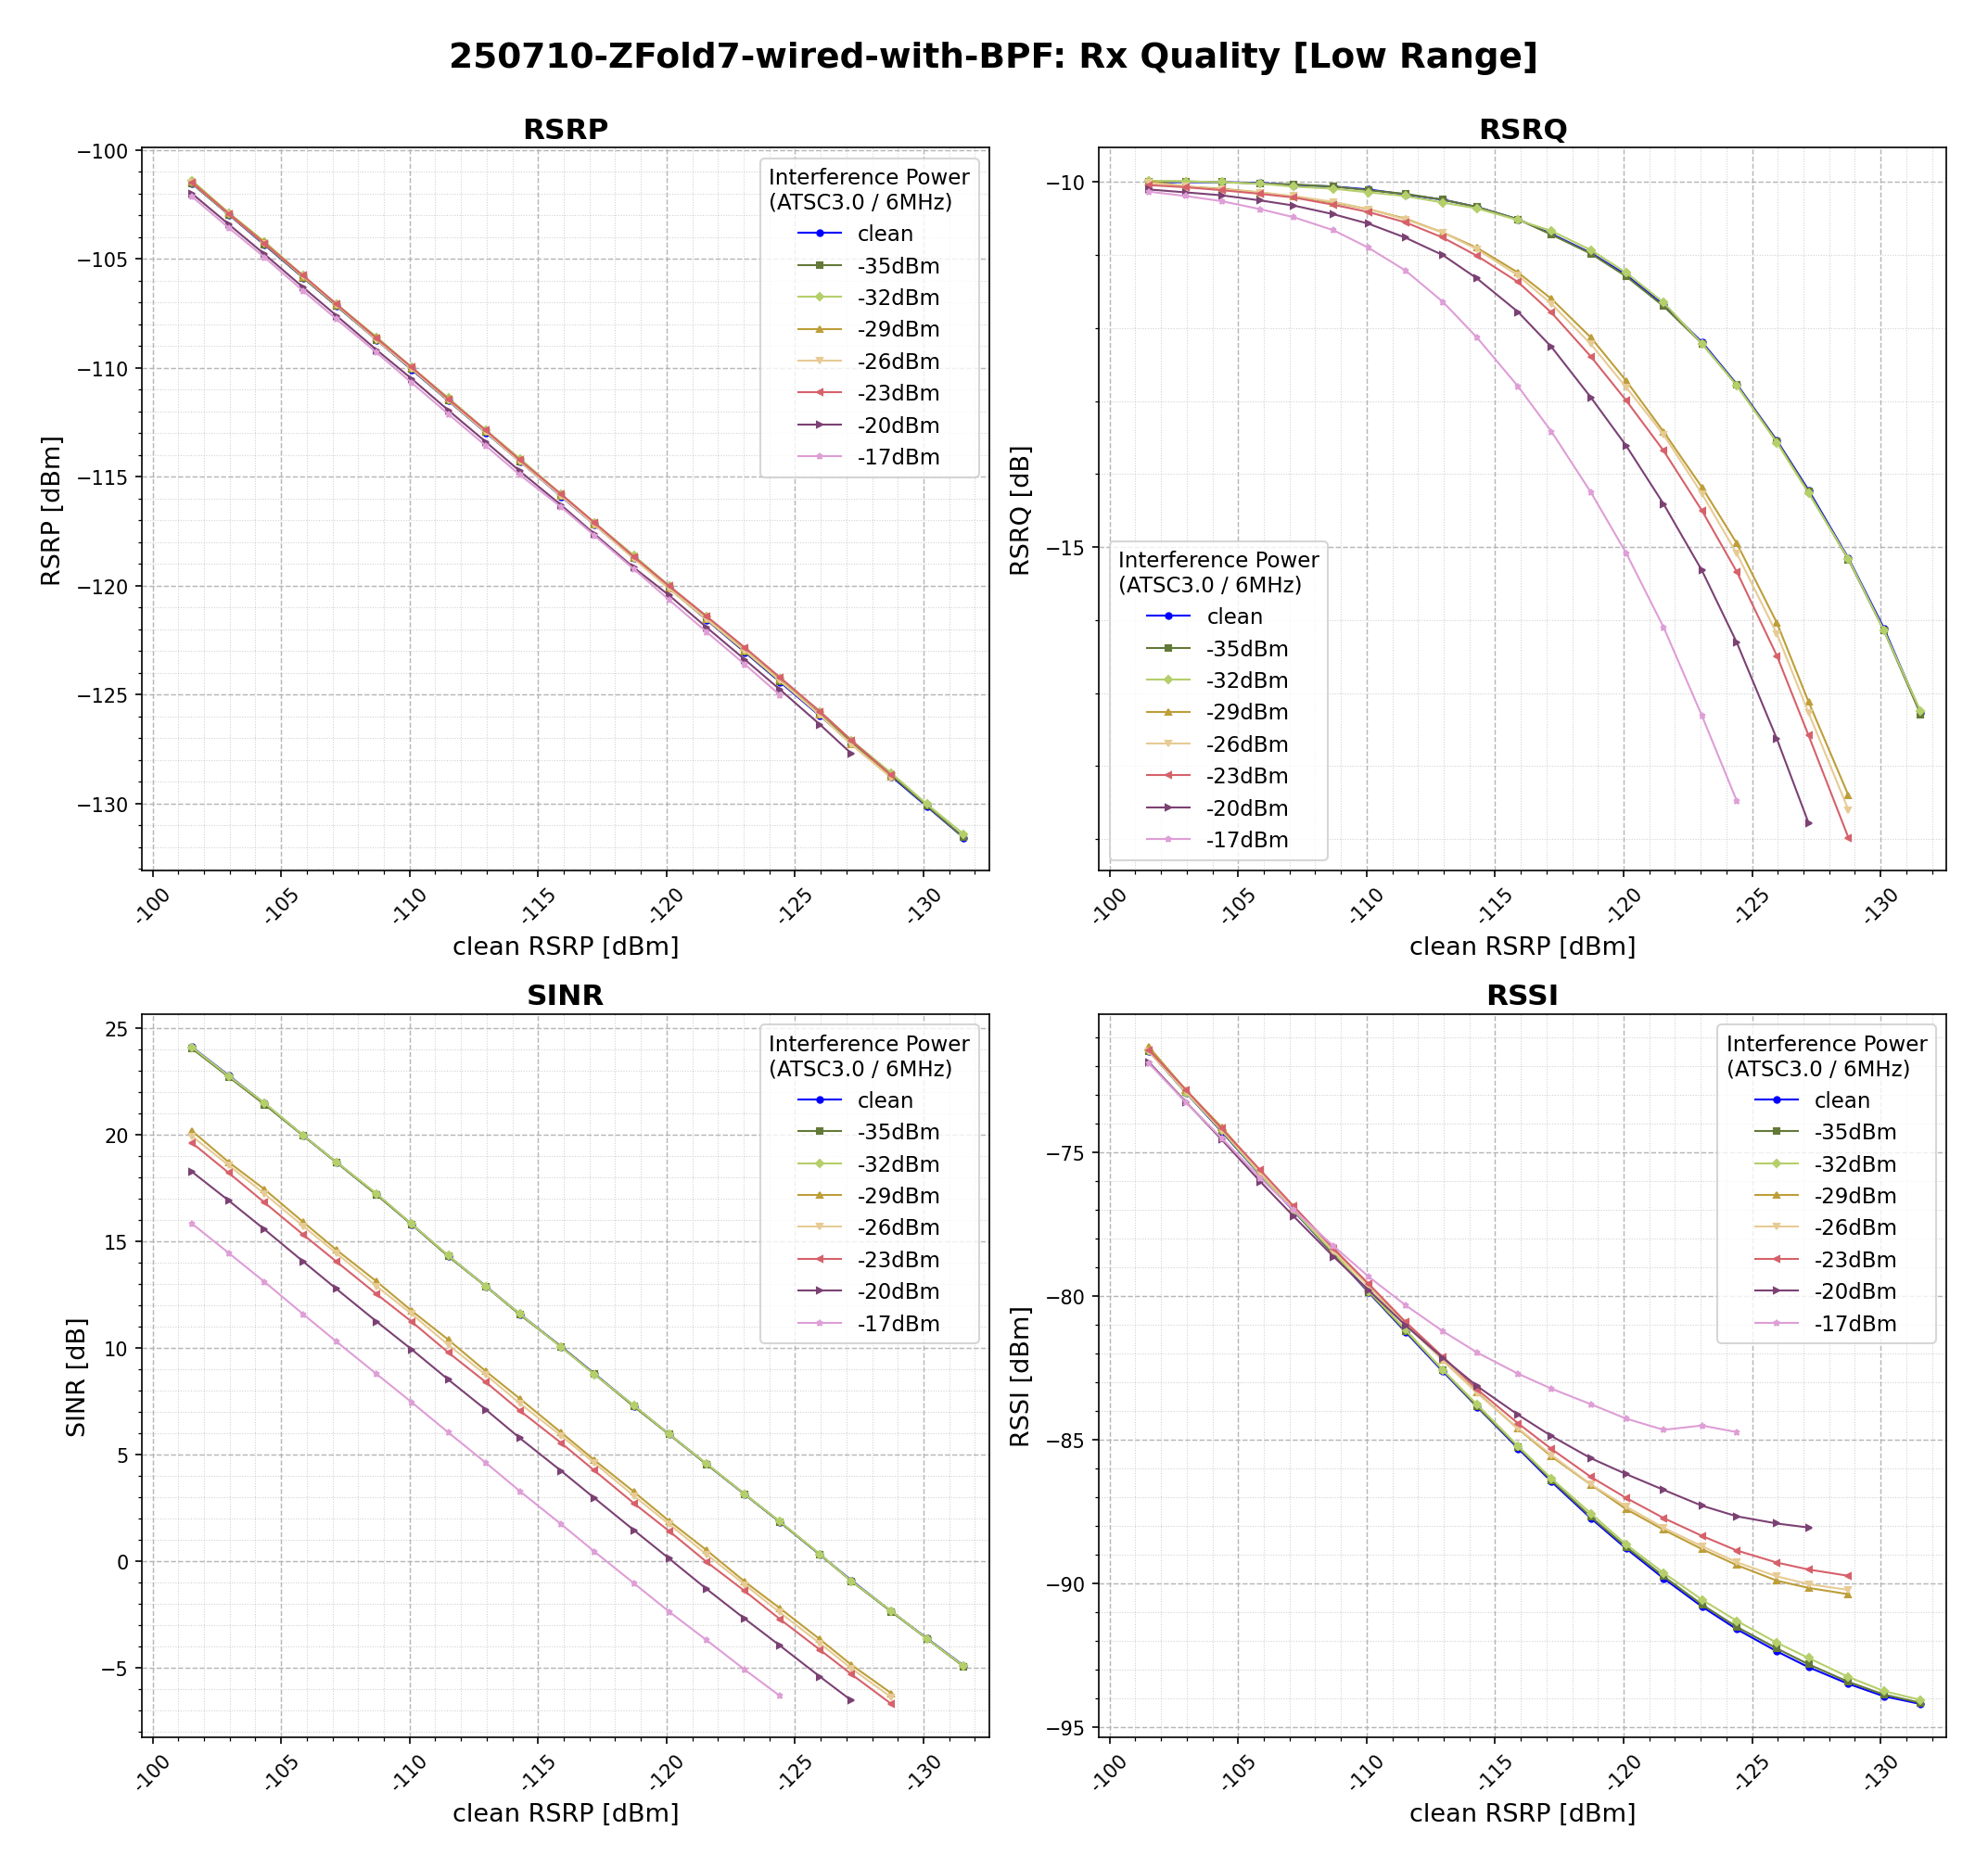 250710-ZFold7-wired-with-BPF: Rx Quality [Low Range]
RSRP
−100
−105
−110
−115
−120
−125
−130
RSRP [dBm]
-100
-105
-110
-115
-120
-125
-130
clean RSRP [dBm]
Interference Power
(ATSC3.0 / 6MHz)
clean
-35dBm
-32dBm
-29dBm
-26dBm
-23dBm
-20dBm
-17dBm
RSRQ
−10
−15
RSRQ [dB]
-100
-105
-110
-115
-120
-125
-130
clean RSRP [dBm]
Interference Power
(ATSC3.0 / 6MHz)
clean
-35dBm
-32dBm
-29dBm
-26dBm
-23dBm
-20dBm
-17dBm
SINR
25
20
15
10
5
0
−5
SINR [dB]
-100
-105
-110
-115
-120
-125
-130
clean RSRP [dBm]
Interference Power
(ATSC3.0 / 6MHz)
clean
-35dBm
-32dBm
-29dBm
-26dBm
-23dBm
-20dBm
-17dBm
RSSI
−75
−80
−85
−90
−95
RSSI [dBm]
-100
-105
-110
-115
-120
-125
-130
clean RSRP [dBm]
Interference Power
(ATSC3.0 / 6MHz)
clean
-35dBm
-32dBm
-29dBm
-26dBm
-23dBm
-20dBm
-17dBm